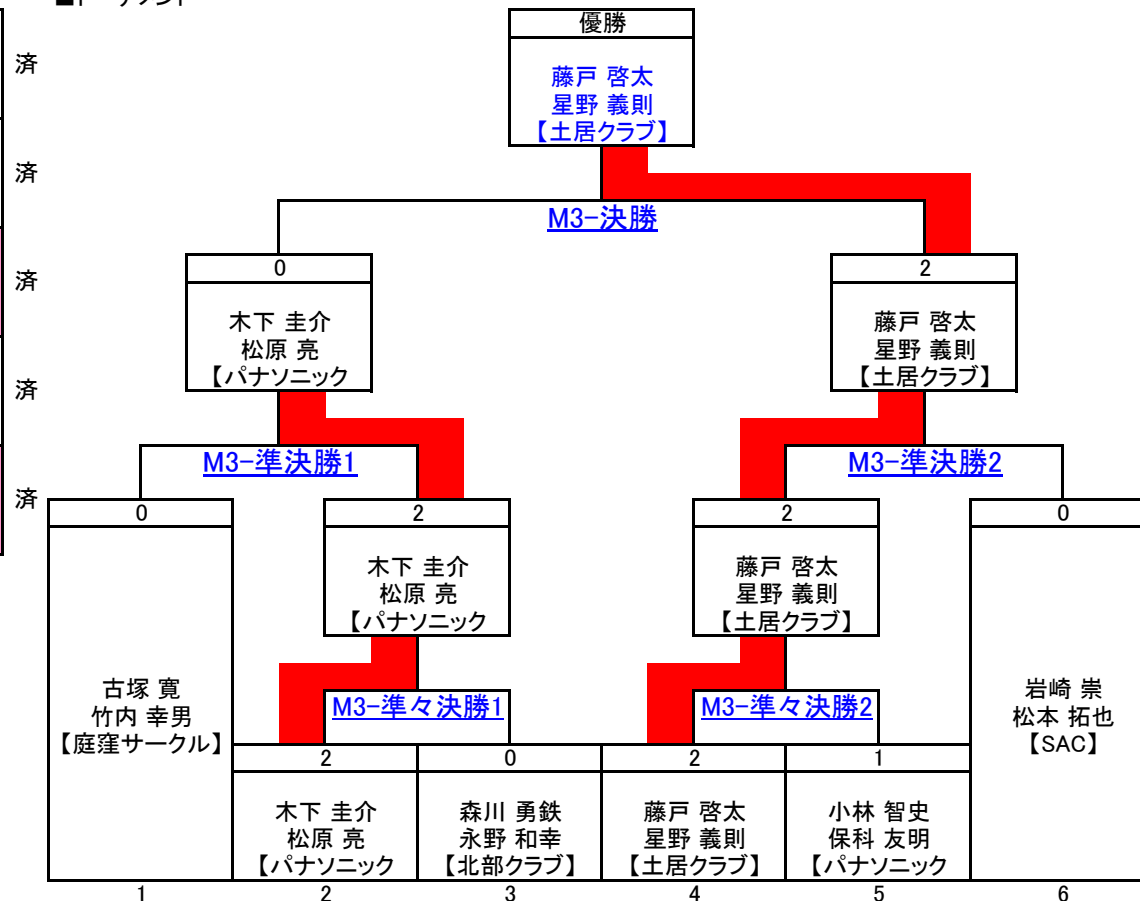 優勝
藤戸 啓太
星野 義則
【土居クラブ】
済
済
済
済
済
M3-決勝
0
木下 圭介
松原 亮
【パナソニック
2
藤戸 啓太
星野 義則
【土居クラブ】
M3-準決勝1
M3-準決勝2
0
古塚 寛
竹内 幸男
【庭窪サークル】
2
木下 圭介
松原 亮
【パナソニック
2
藤戸 啓太
星野 義則
【土居クラブ】
0
岩崎 崇
松本 拓也
【SAC】
M3-準々決勝1
M3-準々決勝2
2
木下 圭介
松原 亮
【パナソニック
0
森川 勇鉄
永野 和幸
【北部クラブ】
2
藤戸 啓太
星野 義則
【土居クラブ】
1
小林 智史
保科 友明
【パナソニック
1
2
3
4
5
6